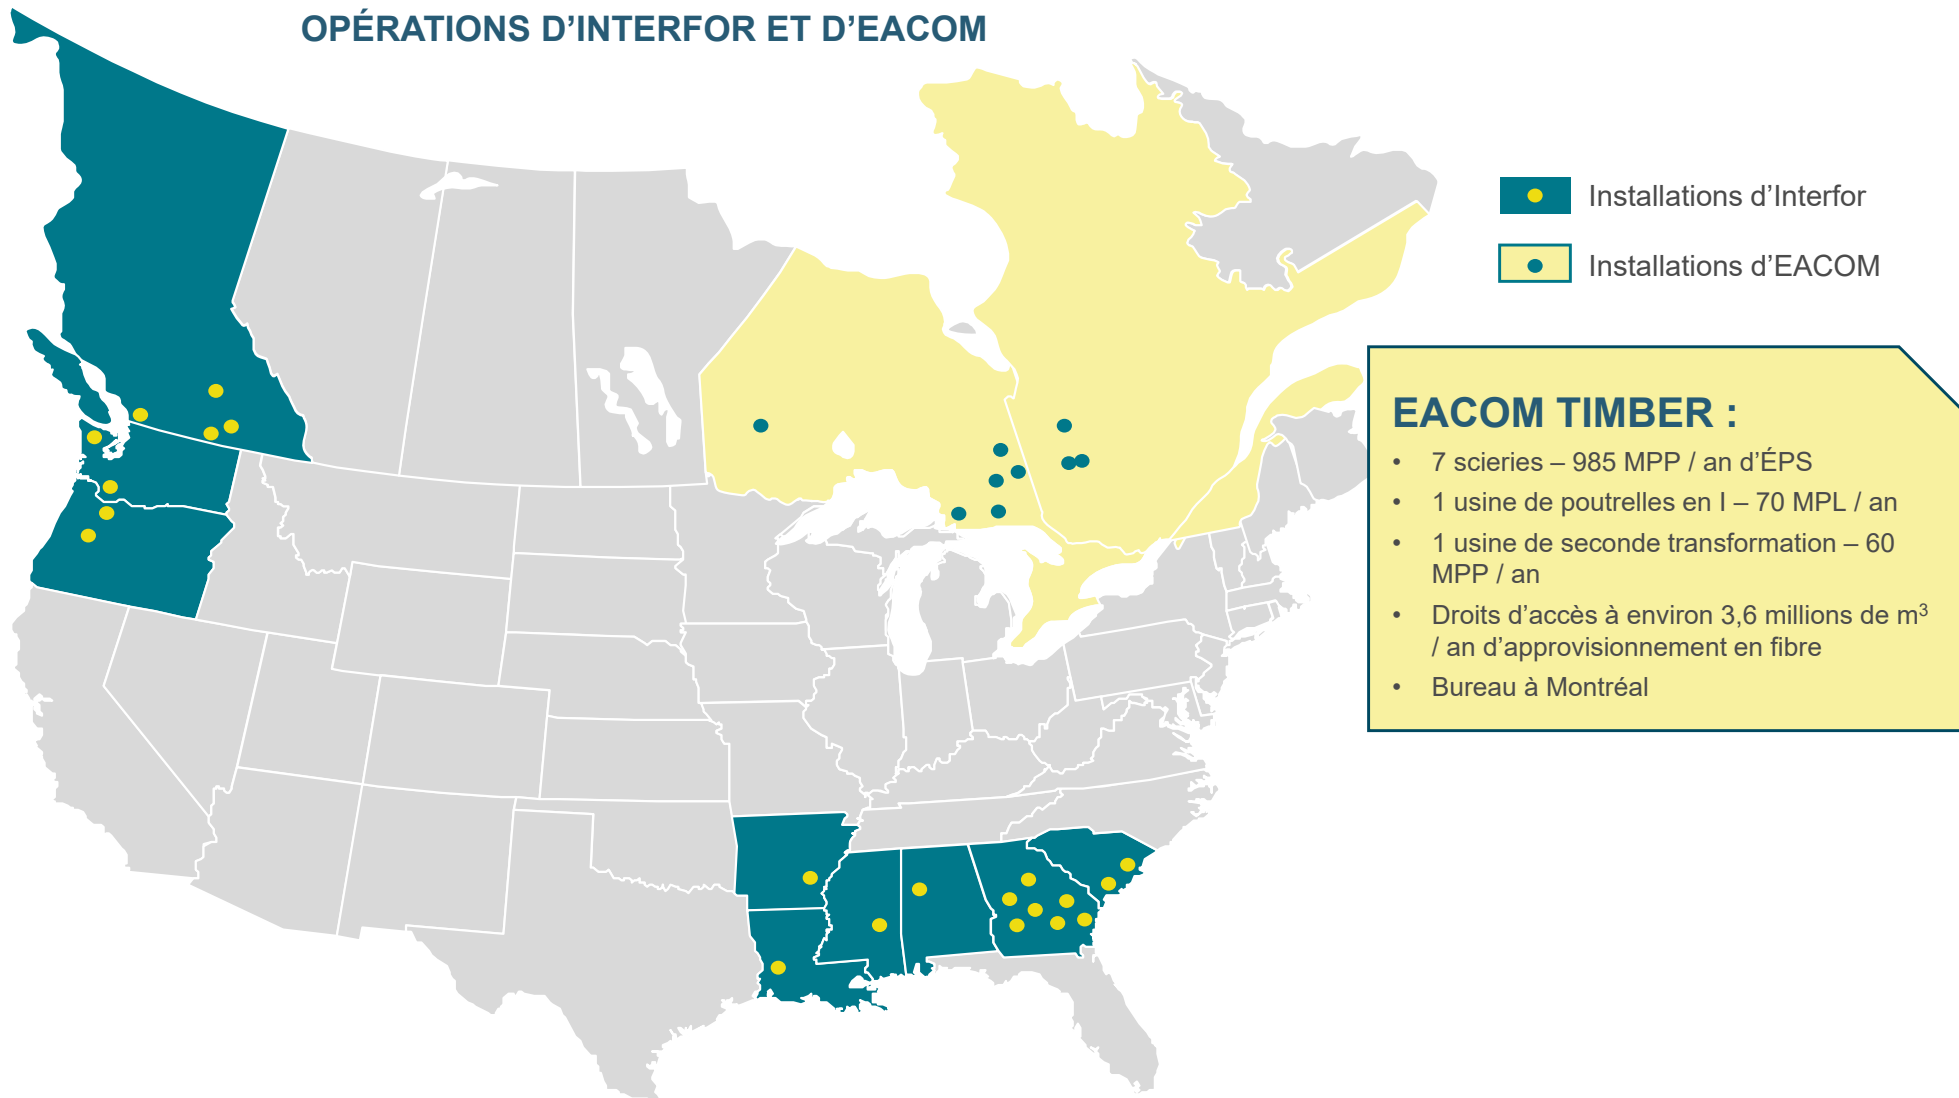 OPÉRATIONS D’INTERFOR ET D’EACOM
Installations d’Interfor
Installations d’EACOM
EACOM TIMBER :
• 7 scieries – 985 MPP / an d’ÉPS
• 1 usine de poutrelles en I – 70 MPL / an
• 1 usine de seconde transformation – 60
MPP / an
• Droits d’accès à environ 3,6 millions de m³
/ an d’approvisionnement en fibre
• Bureau à Montréal